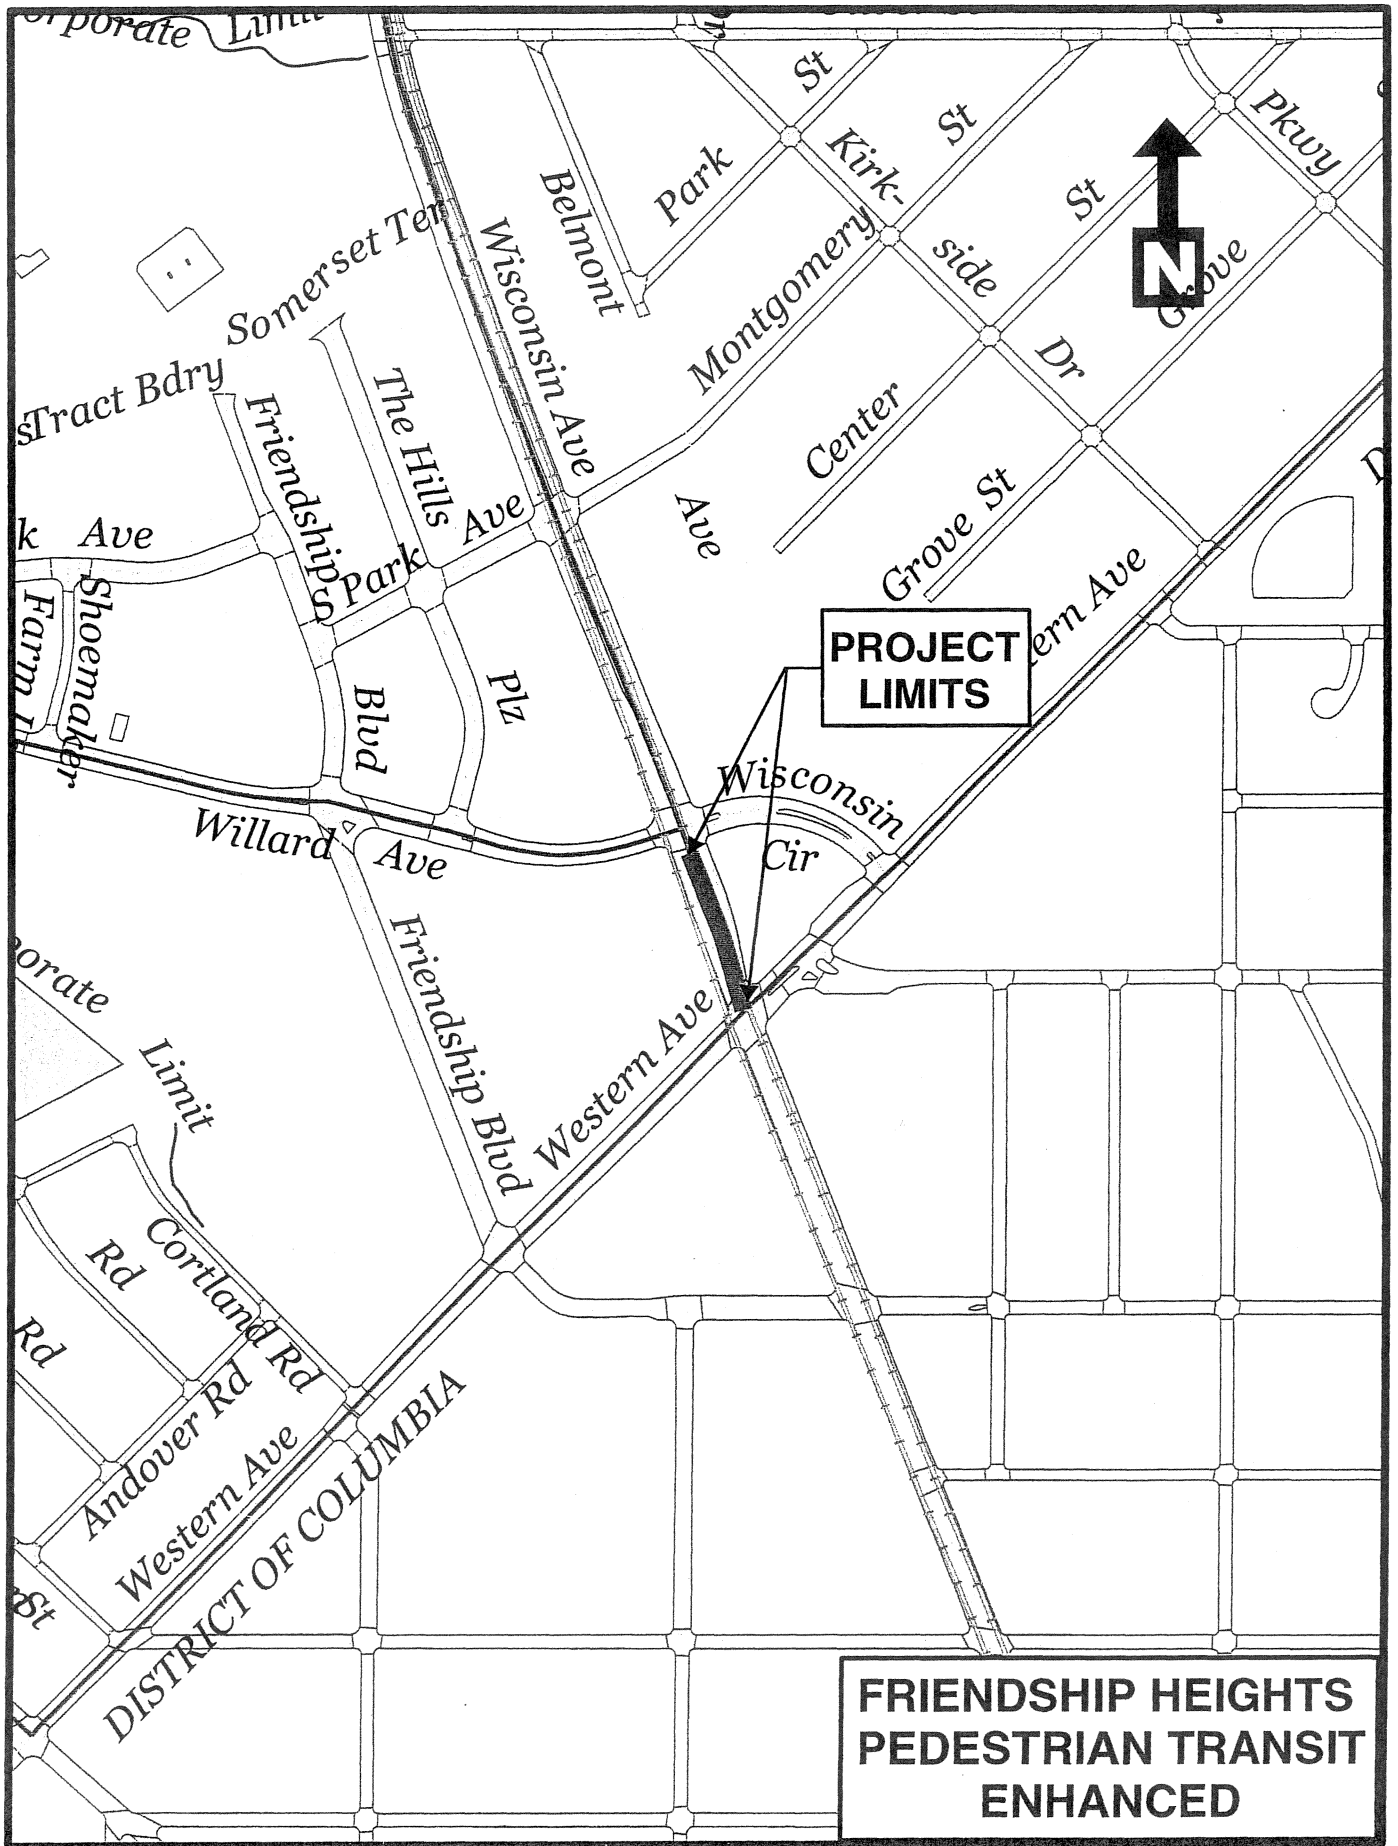 orporate Limit
St
Pkwy
Kirk-
St
Park
Belmont
St
Somerset Ter
Wisconsin Ave
Montgomery
side
N
Grove
Dr
Tract Bdry
The Hills
Friendship
Center
Ave
Grove St
k Ave
S Park Ave
Shoemaker
Farm
Western Ave
PROJECT
LIMITS
Blvd
Plz
Wisconsin
Cir
Willard Ave
Friendship Blvd
Western Ave
orate
Limit
Cortland Rd
Rd
Rd
Andover Rd
Western Ave
St
DISTRICT OF COLUMBIA
FRIENDSHIP HEIGHTS
PEDESTRIAN TRANSIT
ENHANCED